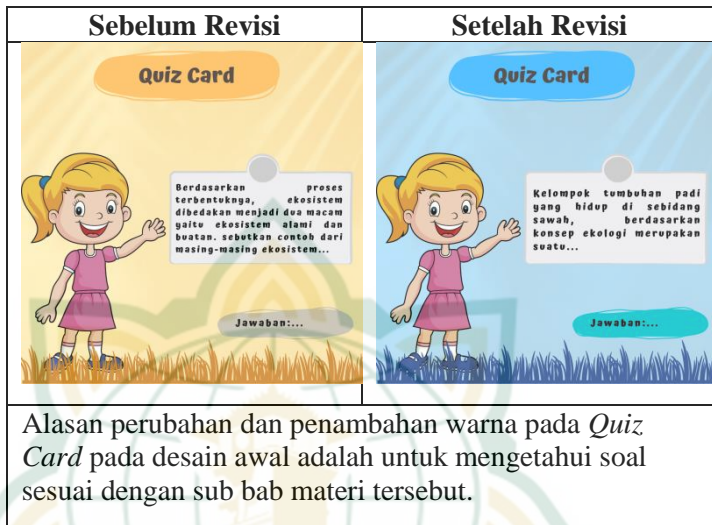 Sebelum Revisi
Setelah Revisi
Quiz Card
Berdasarkan proses
terbentuknya, ekosistem
dibedakan menjadi dua macam
yaitu ekosistem alami dan
buatan. sebutkan contoh dari
masing-masing ekosistem...
Jawaban:...
Quiz Card
Kelompok tumbuhan padi
yang hidup di sebidang
sawah, berdasarkan
konsep ekologi merupakan
suatu...
Jawaban:...
Alasan perubahan dan penambahan warna pada Quiz
Card pada desain awal adalah untuk mengetahui soal
sesuai dengan sub bab materi tersebut.